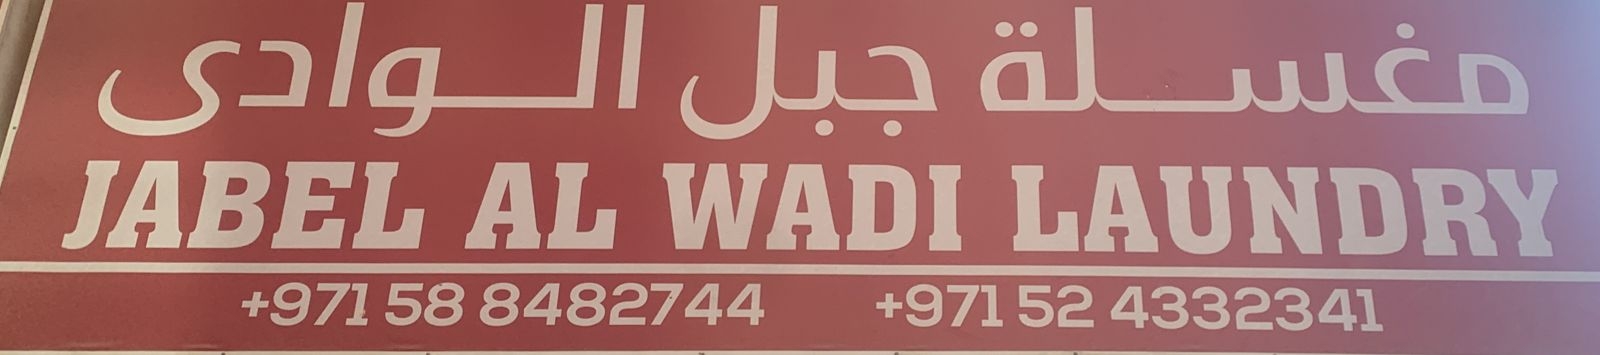 مغسلة جبل الوادى
JABEL AL WADI LAUNDRY
+971 58 8482744 +971 52 4332341